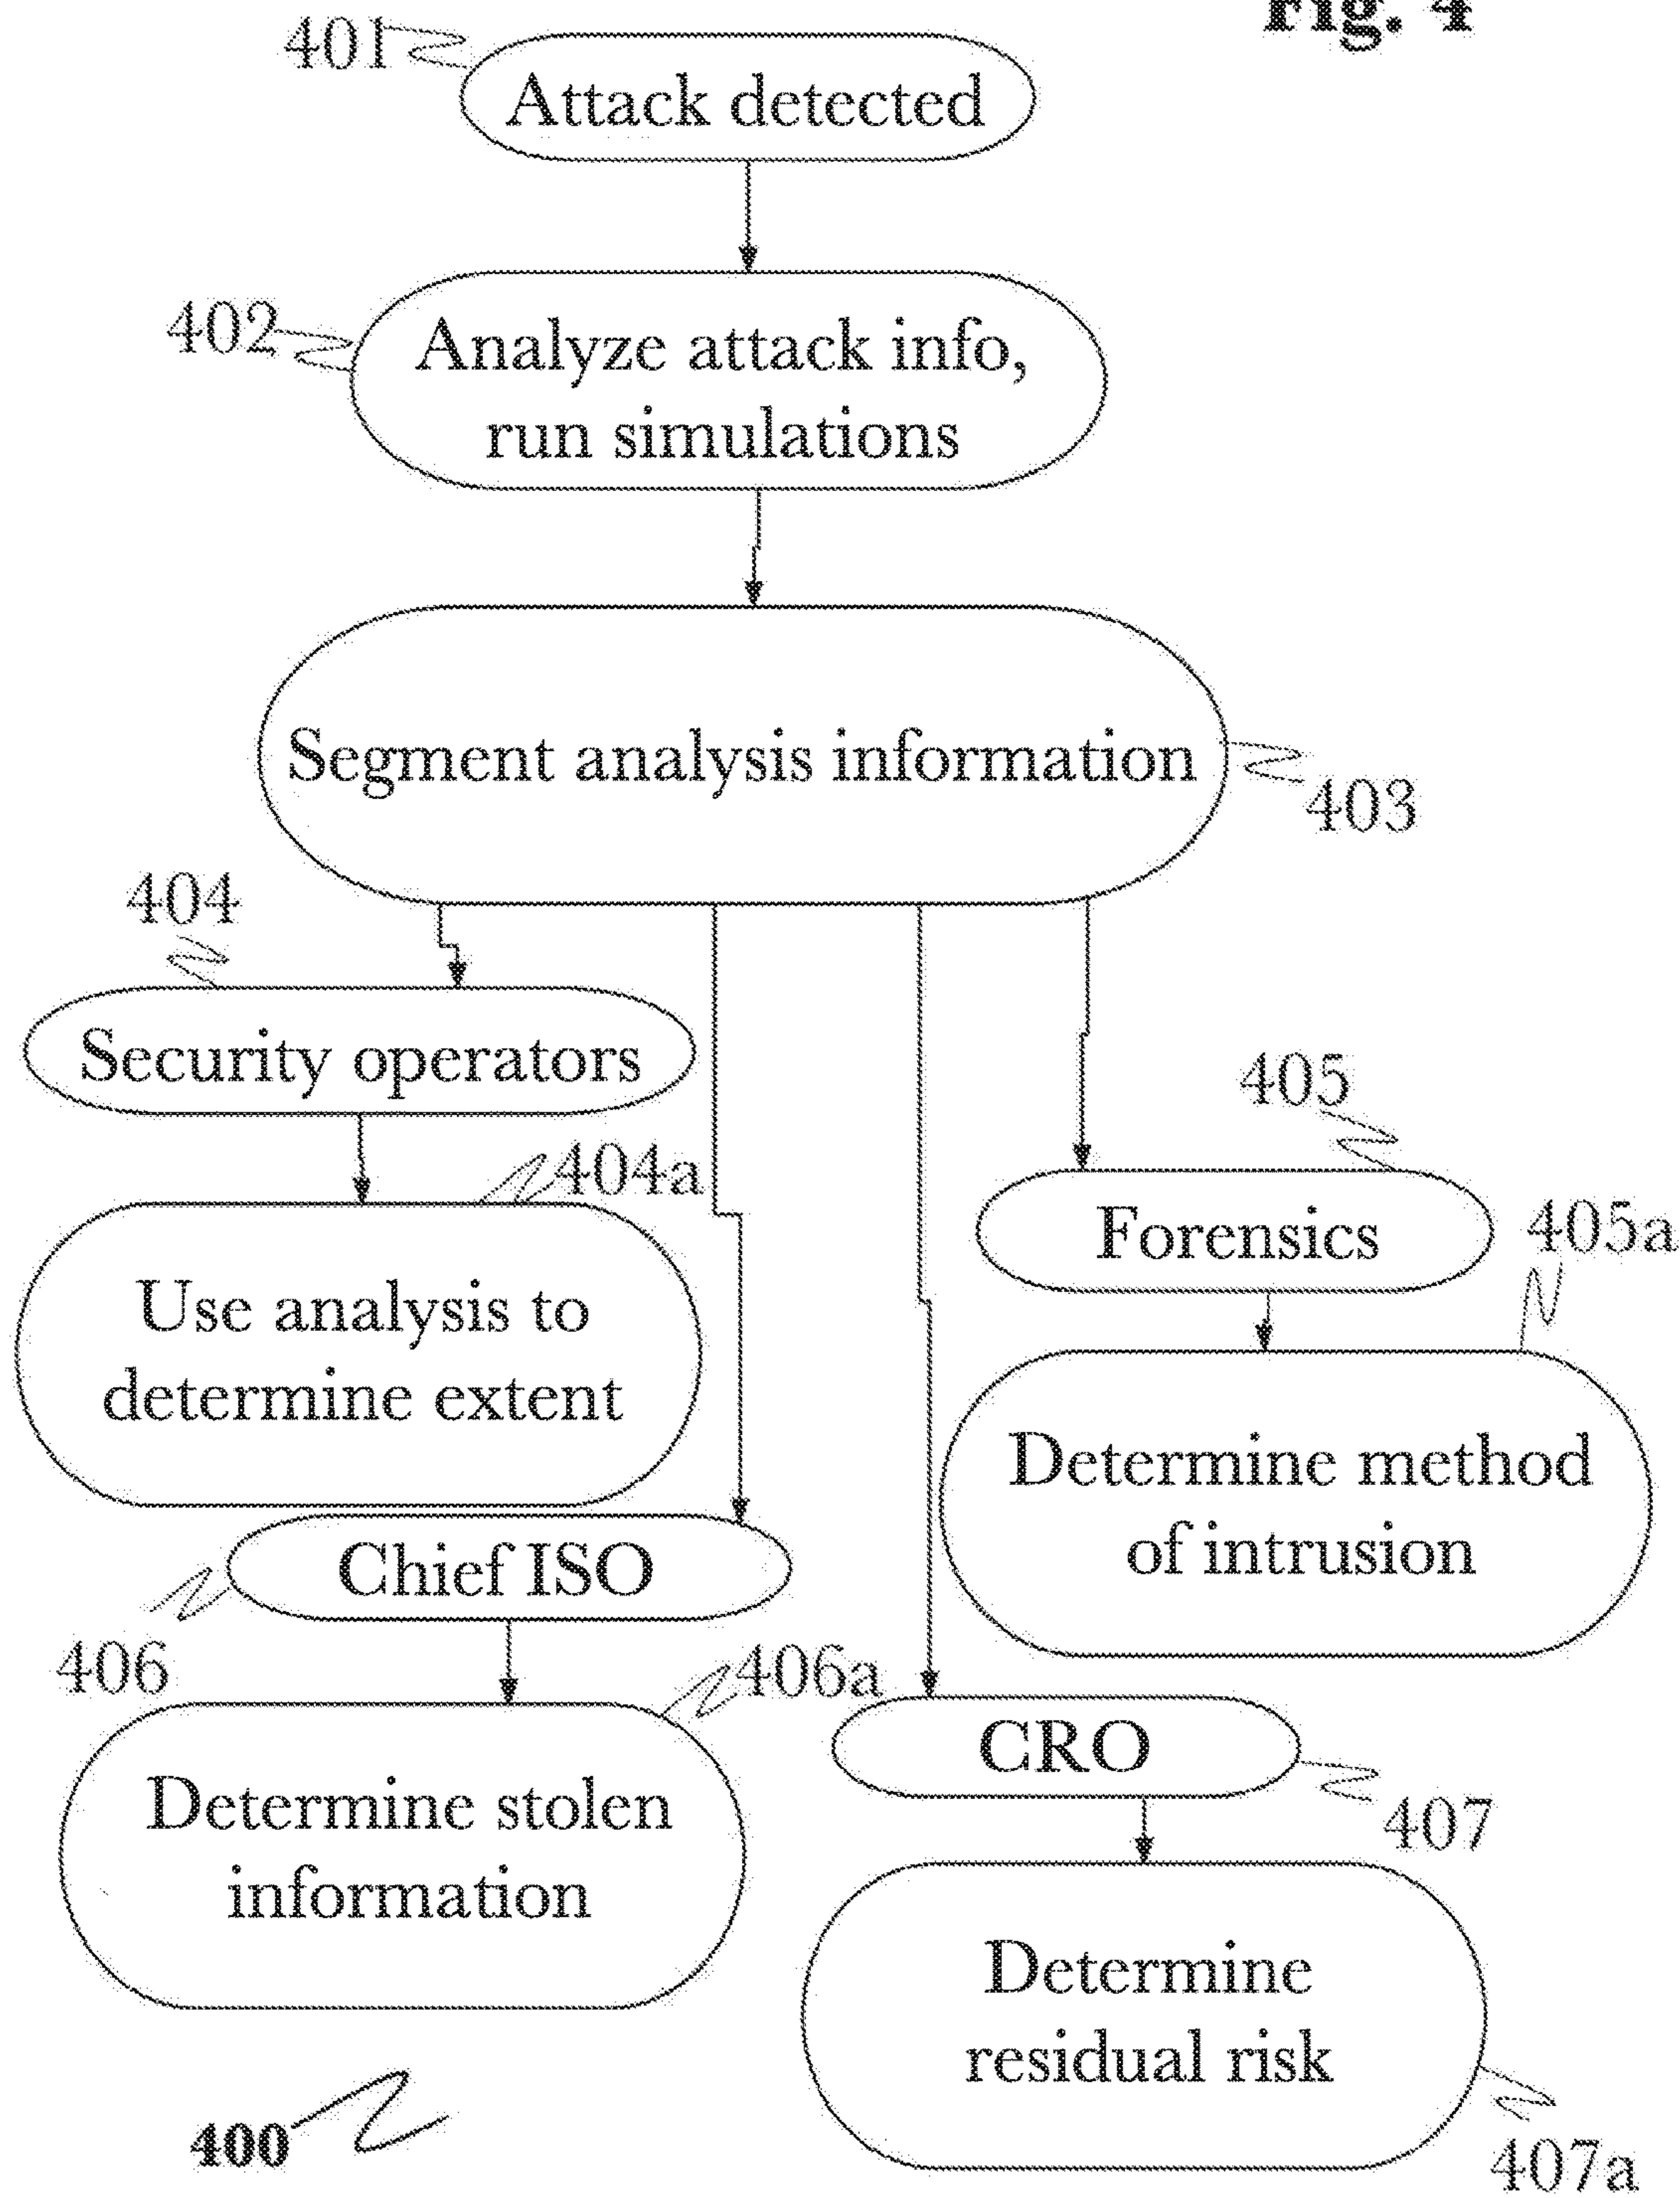 Fig. 4
401
Attack detected
402
Analyze attack info,
run simulations
Segment analysis information
403
404
Security operators
404a
Use analysis to
determine extent
405
Forensics
405a
Determine method
of intrusion
Chief ISO
406
406a
Determine stolen
information
CRO
407
Determine
residual risk
407a
400